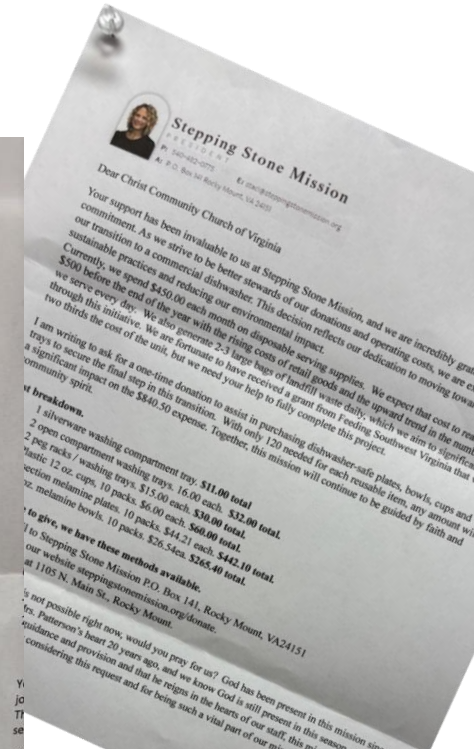 Stepping Stone Mission
PRESIDENT
P: 540-482-0775 E: staci@steppingstonemission.org
A: P.O. Box 141 Rocky Mount, VA 24151
Dear Christ Community Church of Virginia
Your support has been invaluable to us at Stepping Stone Mission, and we are incredibly
commitment. As we strive to be better stewards of our donations and operating costs, we are
our transition to a commercial dishwasher. This decision reflects our dedication to moving
sustainable practices and reducing our environmental impact.
Currently, we spend $450.00 each month on disposable serving supplies. We expect that cost to
$500 before the end of the year with the rising costs of retail goods and the upward trend in the
we serve every day. We also generate 2-3 large bags of landfill waste daily, which we aim to
through this initiative. We are fortunate to have received a grant from Feeding Southwest Virginia that
two thirds the cost of the unit, but we need your help to fully complete this project.
I am writing to ask for a one-time donation to assist in purchasing dishwasher-safe plates, bowls, cups and
trays to secure the final step in this transition. With only 120 needed for each reusable item, any amount
a significant impact on the $840.50 expense. Together, this mission will continue to be guided by faith and
community spirit.
breakdown.
1 silverware washing compartment tray. $11.00 total
2 open compartment washing trays. 16.00 each. $32.00 total.
2 peg racks / washing trays. $15.00 each. $30.00 total.
12 oz. cups, 10 packs. $6.00 each. $60.00 total.
melamine plates. 10 packs. $44.21 each. $442.10 total.
oz. melamine bowls. 10 packs. $26.54ea. $265.40 total.
to give, we have these methods available.
to Stepping Stone Mission P.O. Box 141, Rocky Mount, VA24151
our website steppingstonemission.org/donate.
at 1105 N. Main St., Rocky Mount.
not possible right now, would you pray for us? God has been present in this mission
Patterson's heart 20 years ago, and we know God is still present in this
guidance and provision and that he reigns in the hearts of our staff, this
considering this request and for being such a vital part of our